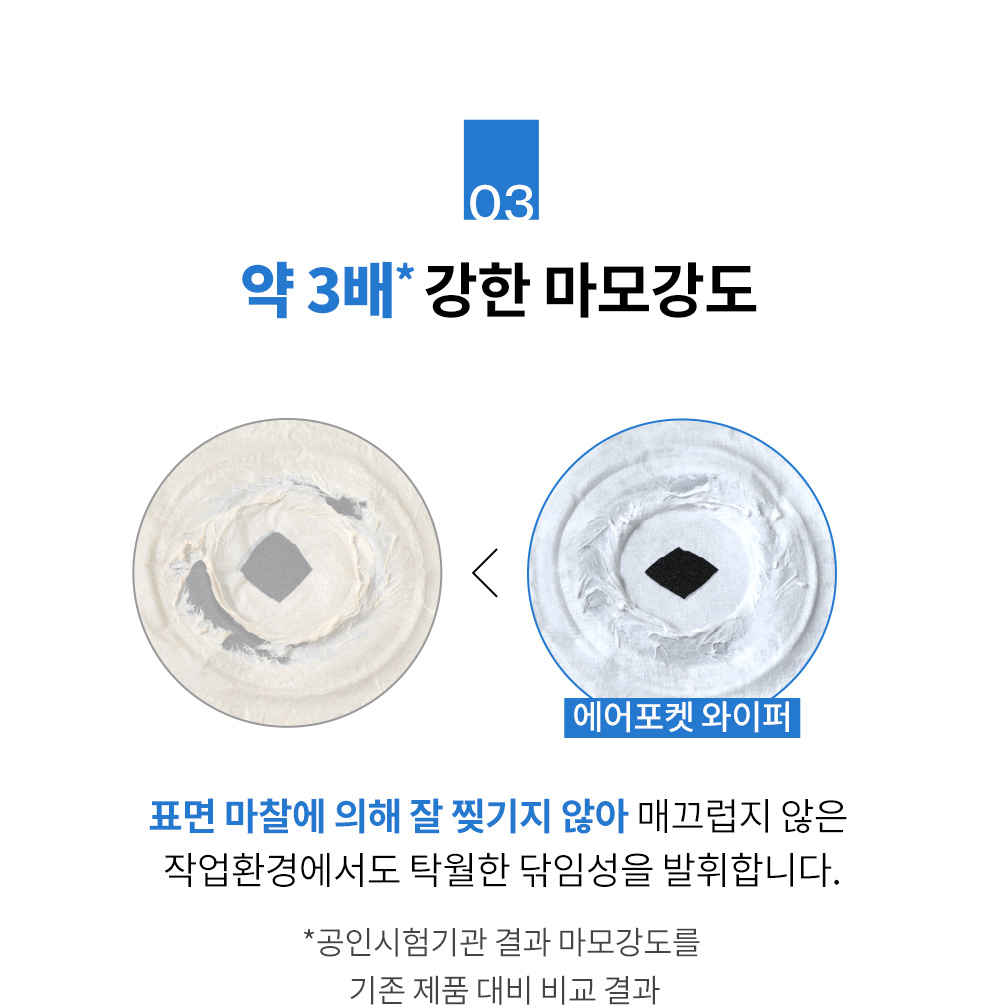 03
약 3배* 강한 마모강도
에어포켓 와이퍼
표면 마찰에 의해 잘 찢기지 않아 매끄럽지 않은
작업환경에서도 탁월한 닦임성을 발휘합니다.
*공인시험기관 결과 마모강도를
기존 제품 대비 비교 결과